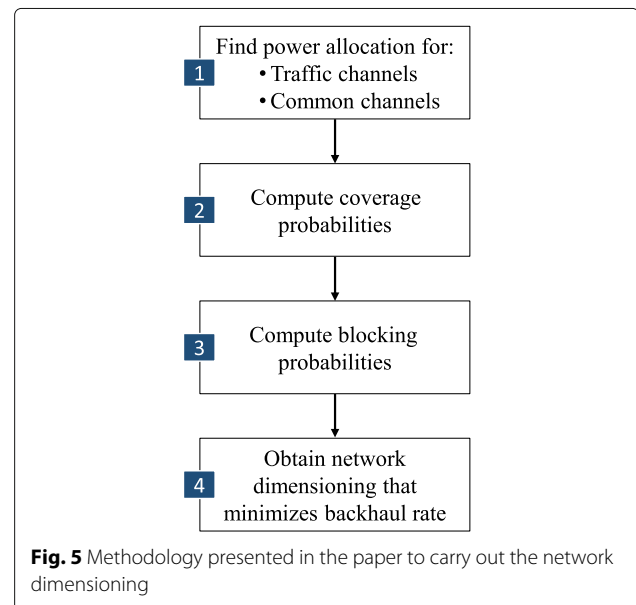 Find power allocation for:
1
• Traffic channels
• Common channels
2
Compute coverage
probabilities
3
Compute blocking
probabilities
Obtain network
4
dimensioning that
minimizes backhaul rate
Fig. 5 Methodology presented in the paper to carry out the network
dimensioning